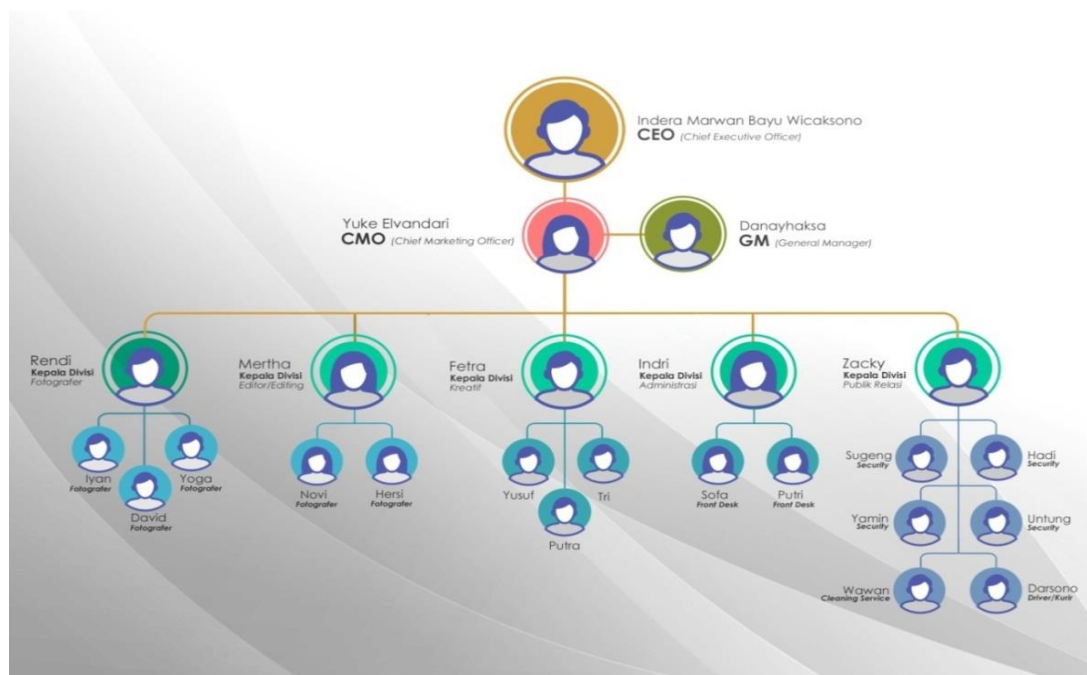 Indera Marwan Bayu Wicaksono
CEO (Chief Executive Officer)
Yuke Elvandari
CMO (Chief Marketing Officer)
Danayhaksa
GM (General Manager)
Rendi
Kepala Divisi
Fotografer
Mertha
Kepala Divisi
Editor/Editing
Fetra
Kepala Divisi
Kreatif
Indri
Kepala Divisi
Administrasi
Zacky
Kepala Divisi
Publik Relasi
Iyan
Fotografer
Yoga
Fotografer
David
Fotografer
Novi
Fotografer
Hersi
Fotografer
Yusuf
Tri
Putra
Sofa
Front Desk
Putri
Front Desk
Sugeng
Security
Hadi
Security
Yamin
Security
Untung
Security
Wawan
Cleaning Service
Darsono
Driver/Kurir